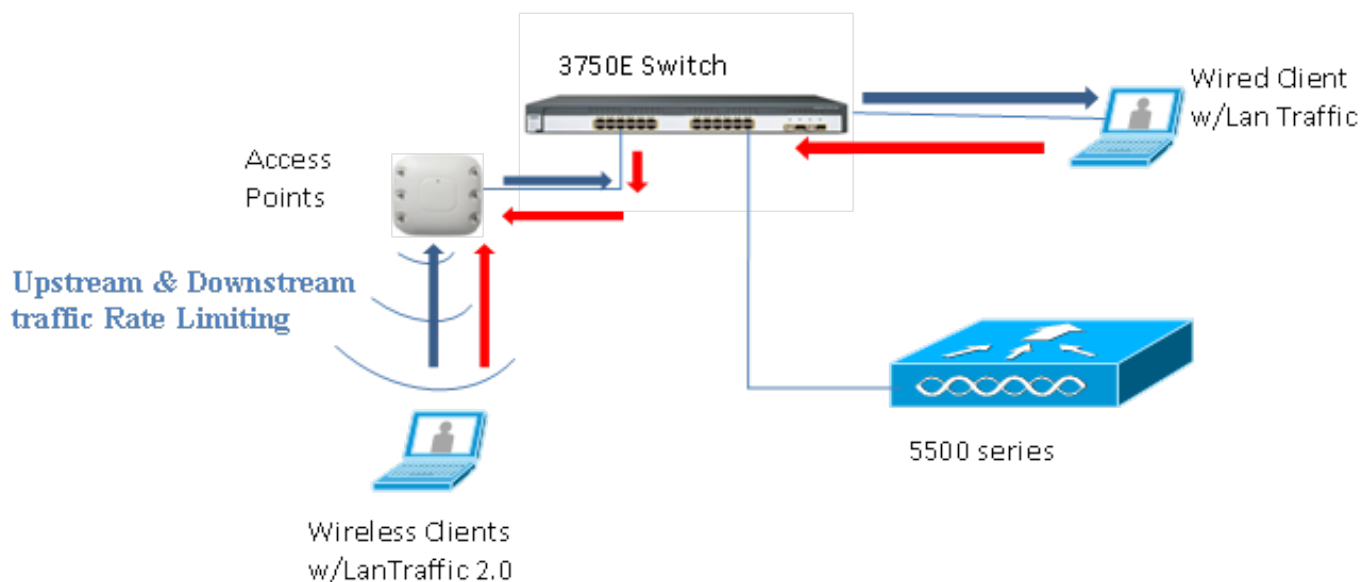 3750E Switch
Wired Client
w/Lan Traffic
Access
Points
Upstream & Downstream
traffic Rate Limiting
5500 series
Wireless Clients
w/LanTraffic 2.0